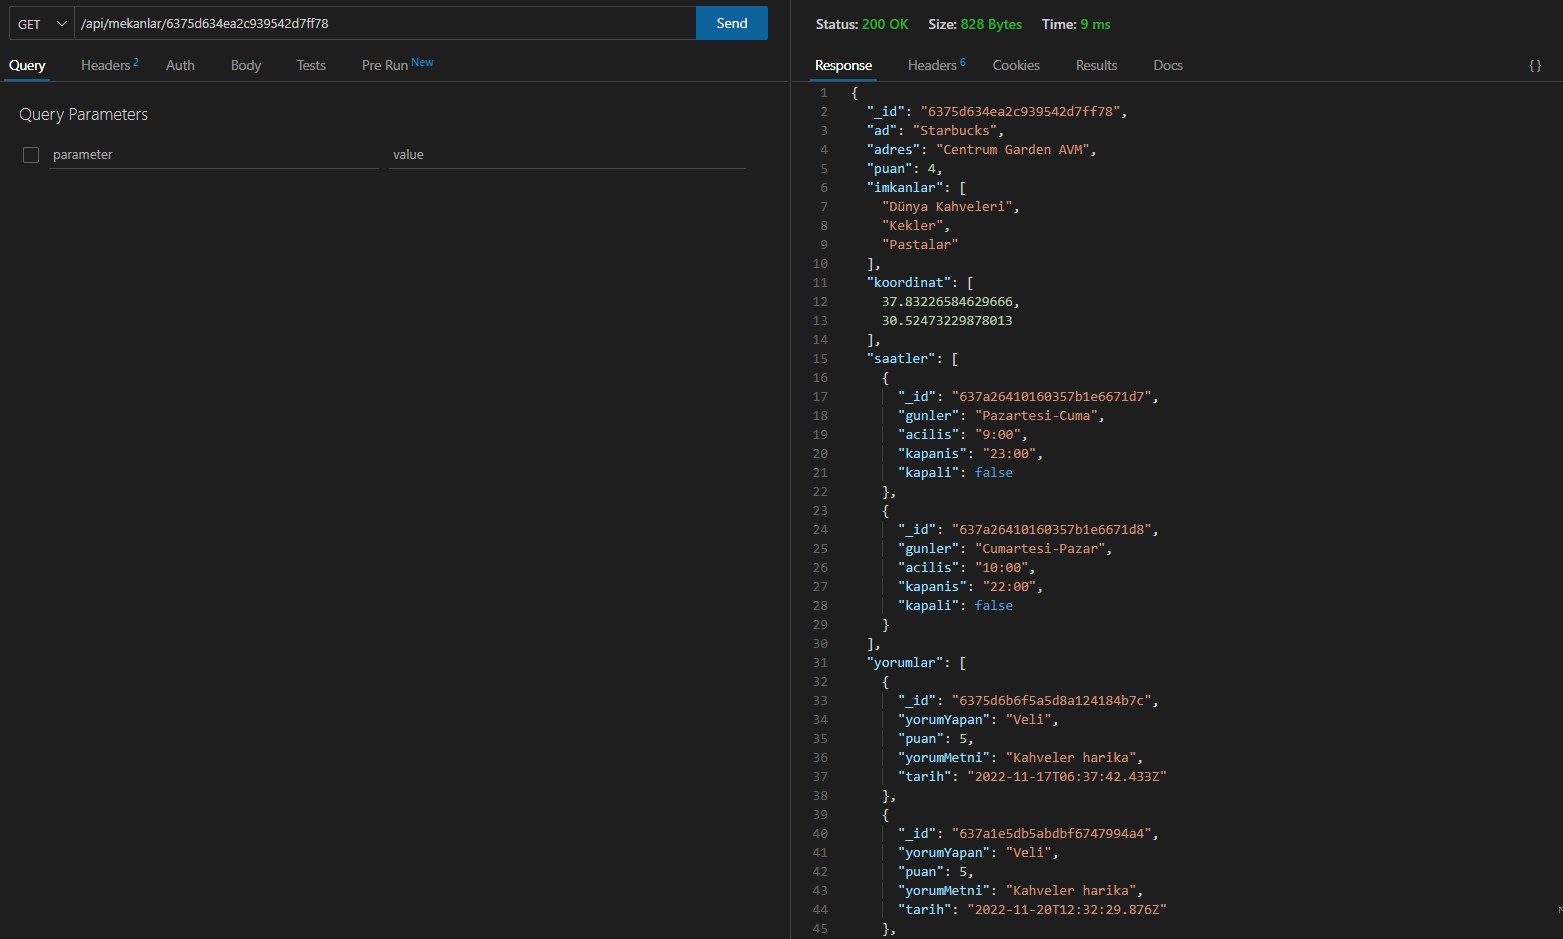 GET /api/mekanlar/6375d634ea2c939542d7ff78 Send
Query Headers 2 Auth Body Tests Pre Run New
Query Parameters
parameter value
Status: 200 OK Size: 828 Bytes Time: 9 ms
Response Headers 6 Cookies Results Docs { }
1 {
2 "_id": "6375d634ea2c939542d7ff78",
3 "ad": "Starbucks",
4 "adres": "Centrum Garden AVM",
5 "puan": 4,
6 "imkanlar": [
7 "Dünya Kahveleri",
8 "Kekler",
9 "Pastalar"
10 ],
11 "koordinat": [
12 37.83226584629666,
13 30.52473229878013
14 ],
15 "saatler": [
16 {
17 "_id": "637a26410160357b1e6671d7",
18 "gunler": "Pazartesi-Cuma",
19 "acilis": "9:00",
20 "kapanis": "23:00",
21 "kapali": false
22 },
23 {
24 "_id": "637a26410160357b1e6671d8",
25 "gunler": "Cumartesi-Pazar",
26 "acilis": "10:00",
27 "kapanis": "22:00",
28 "kapali": false
29 }
30 ],
31 "yorumlar": [
32 {
33 "_id": "6375d6b6f5a5d8a124184b7c",
34 "yorumYapan": "Veli",
35 "puan": 5,
36 "yorumMetni": "Kahveler harika",
37 "tarih": "2022-11-17T06:37:42.433Z"
38 },
39 {
40 "_id": "637a1e5db5abdbf6747994a4",
41 "yorumYapan": "Veli",
42 "puan": 5,
43 "yorumMetni": "Kahveler harika",
44 "tarih": "2022-11-20T12:32:29.876Z"
45 },